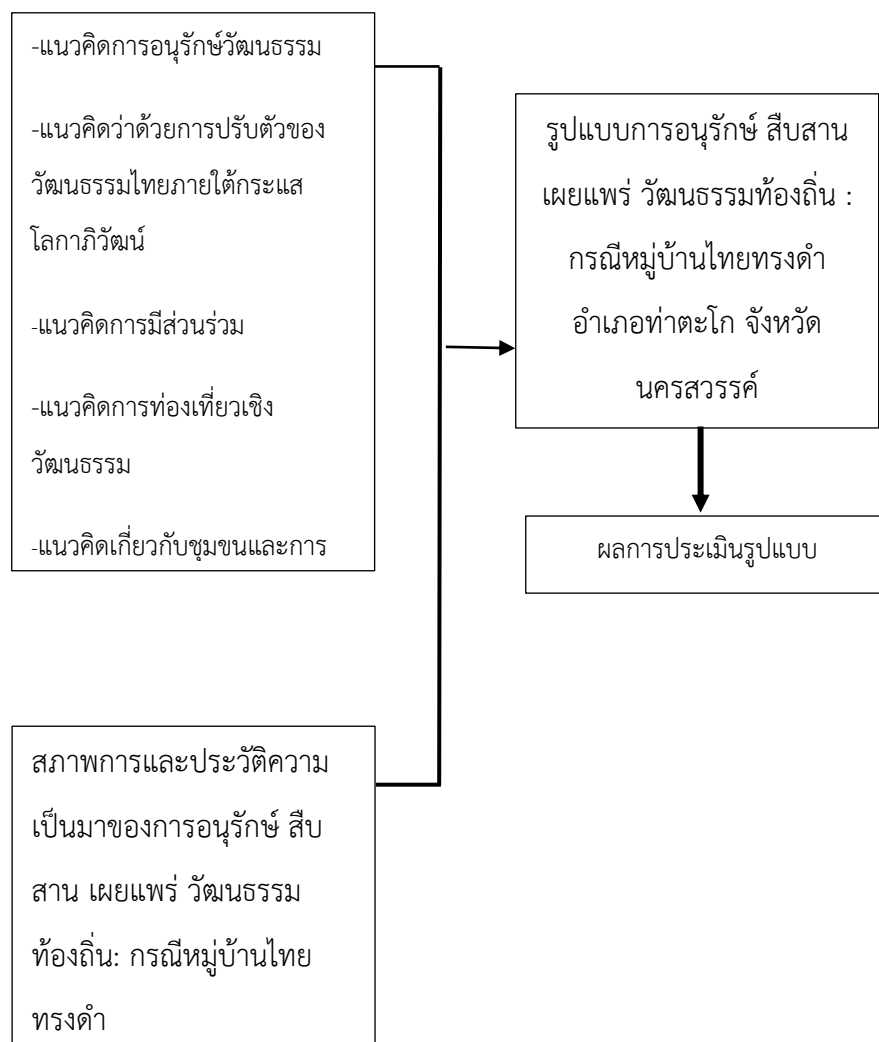 -แนวคิดการอนุรักษ์วัฒนธรรม
-แนวคิดว่าด้วยการปรับตัวของ
วัฒนธรรมไทยภายใต้กระแส
โลกาภิวัฒน์
-แนวคิดการมีส่วนร่วม
-แนวคิดการท่องเที่ยวเชิง
วัฒนธรรม
-แนวคิดเกี่ยวกับชุมขนและการ
รูปแบบการอนุรักษ์ สืบสาน
เผยแพร่ วัฒนธรรมท้องถิ่น :
กรณีหมู่บ้านไทยทรงดำ
อำเภอท่าตะโก จังหวัด
นครสวรรค์
ผลการประเมินรูปแบบ
สภาพการและประวัติความ
เป็นมาของการอนุรักษ์ สืบ
สาน เผยแพร่ วัฒนธรรม
ท้องถิ่น: กรณีหมู่บ้านไทย
ทรงดำ